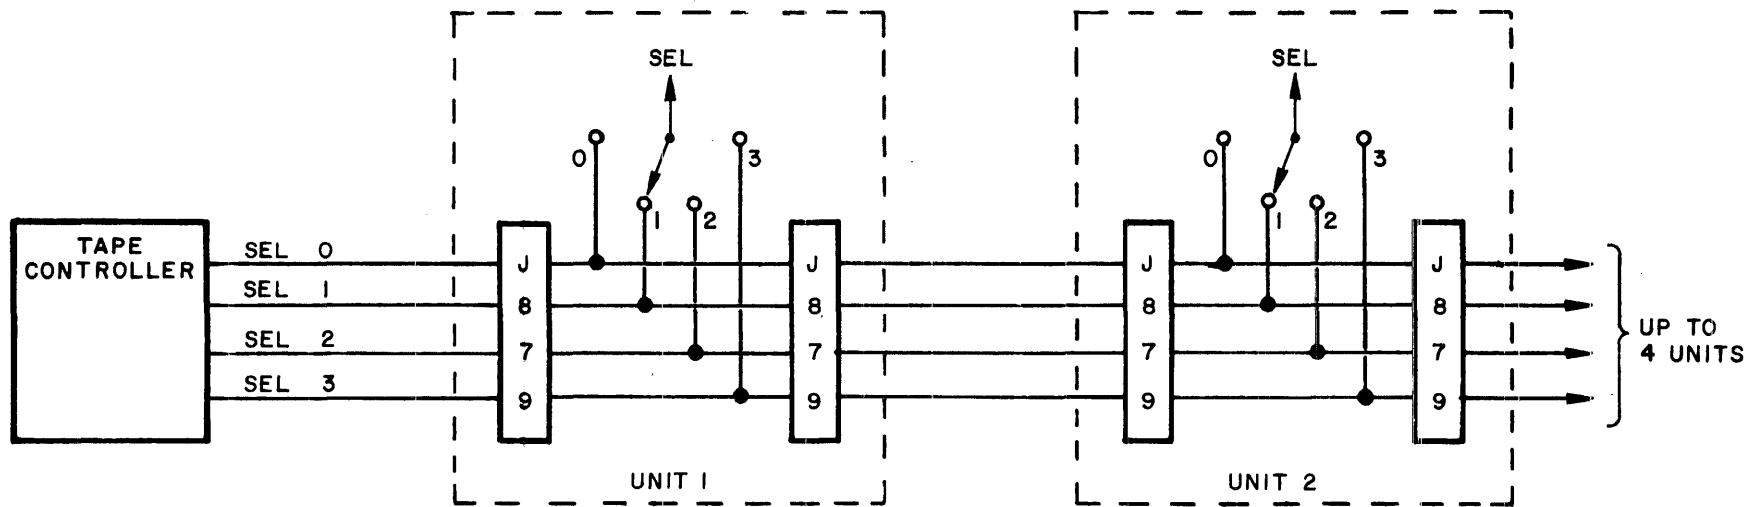 TAPE
CONTROLLER
SEL 0
SEL 1
SEL 2
SEL 3
SEL
0
1
2
3
J
8
7
9
J
8
7
9
UNIT 1
SEL
0
1
2
3
J
8
7
9
J
8
7
9
UNIT 2
UP TO
4 UNITS